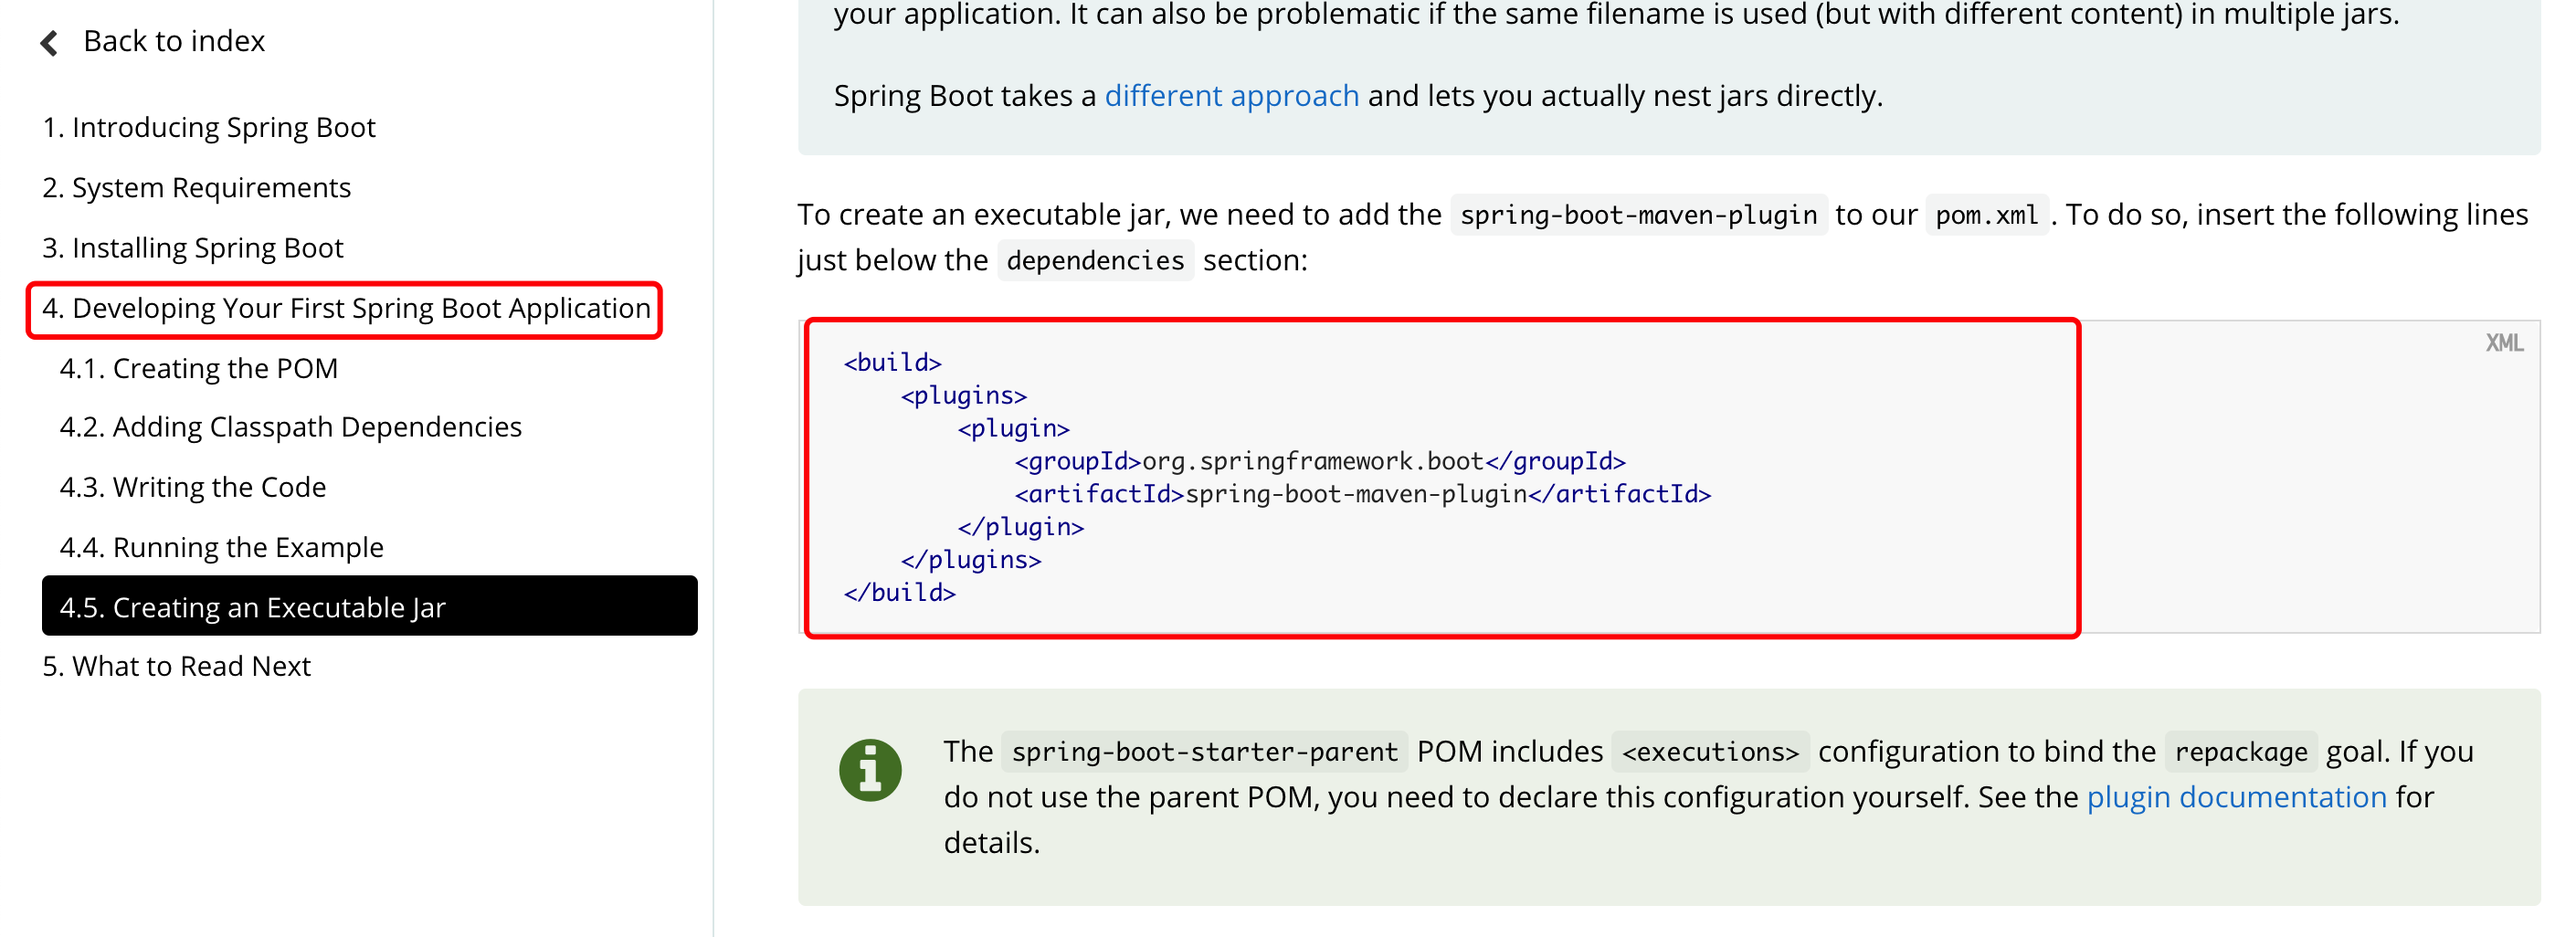 Back to index
1. Introducing Spring Boot
2. System Requirements
3. Installing Spring Boot
4. Developing Your First Spring Boot Application
4.1. Creating the POM
4.2. Adding Classpath Dependencies
4.3. Writing the Code
4.4. Running the Example
4.5. Creating an Executable Jar
5. What to Read Next
your application. It can also be problematic if the same filename is used (but with different content) in multiple jars.
Spring Boot takes a different approach and lets you actually nest jars directly.
To create an executable jar, we need to add the spring-boot-maven-plugin to our pom.xml. To do so, insert the following lines
just below the dependencies section:
XML
<build>
    <plugins>
        <plugin>
            <groupId>org.springframework.boot</groupId>
            <artifactId>spring-boot-maven-plugin</artifactId>
        </plugin>
    </plugins>
</build>
The spring-boot-starter-parent POM includes <executions> configuration to bind the repackage goal. If you
do not use the parent POM, you need to declare this configuration yourself. See the plugin documentation for
details.